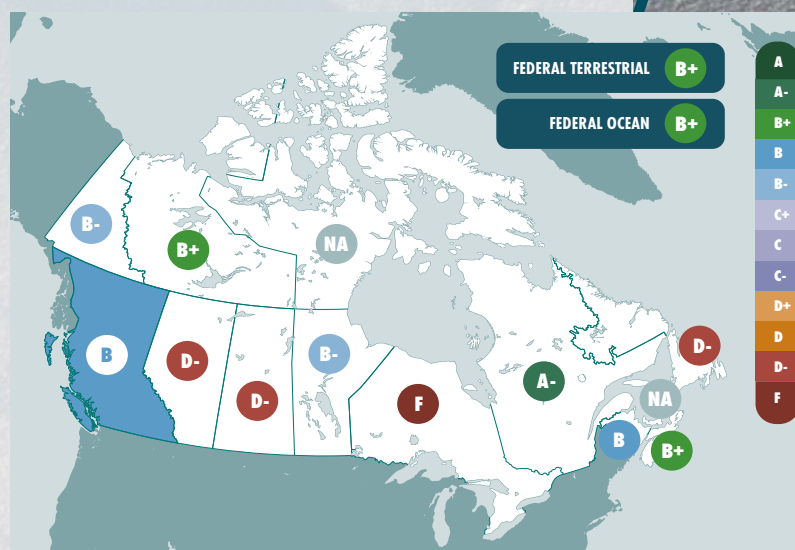 FEDERAL TERRESTRIAL B+
FEDERAL OCEAN B+
A
A-
B+
B
B-
C+
C
C-
D+
D
D-
F
B-
B+
NA
B
D-
D-
B-
F
A-
D-
NA
B
B+